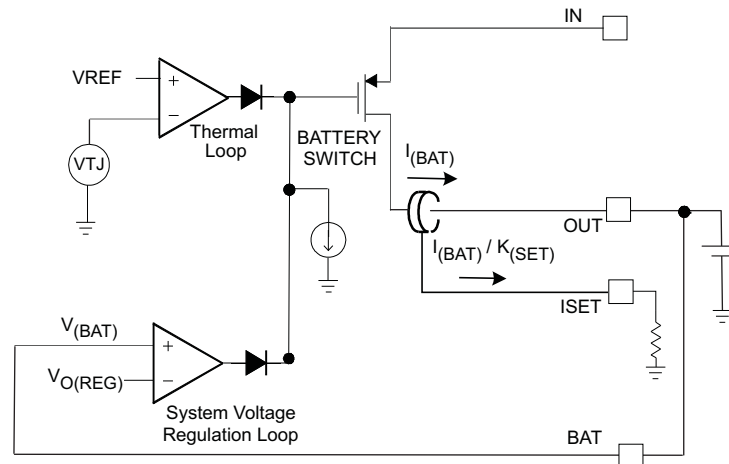 IN
VREF
+
−
Thermal
Loop
BATTERY
SWITCH
VTJ
I(BAT)
OUT
I(BAT) / K(SET)
ISET
V(BAT)
+
VO(REG)
−
System Voltage
Regulation Loop
BAT